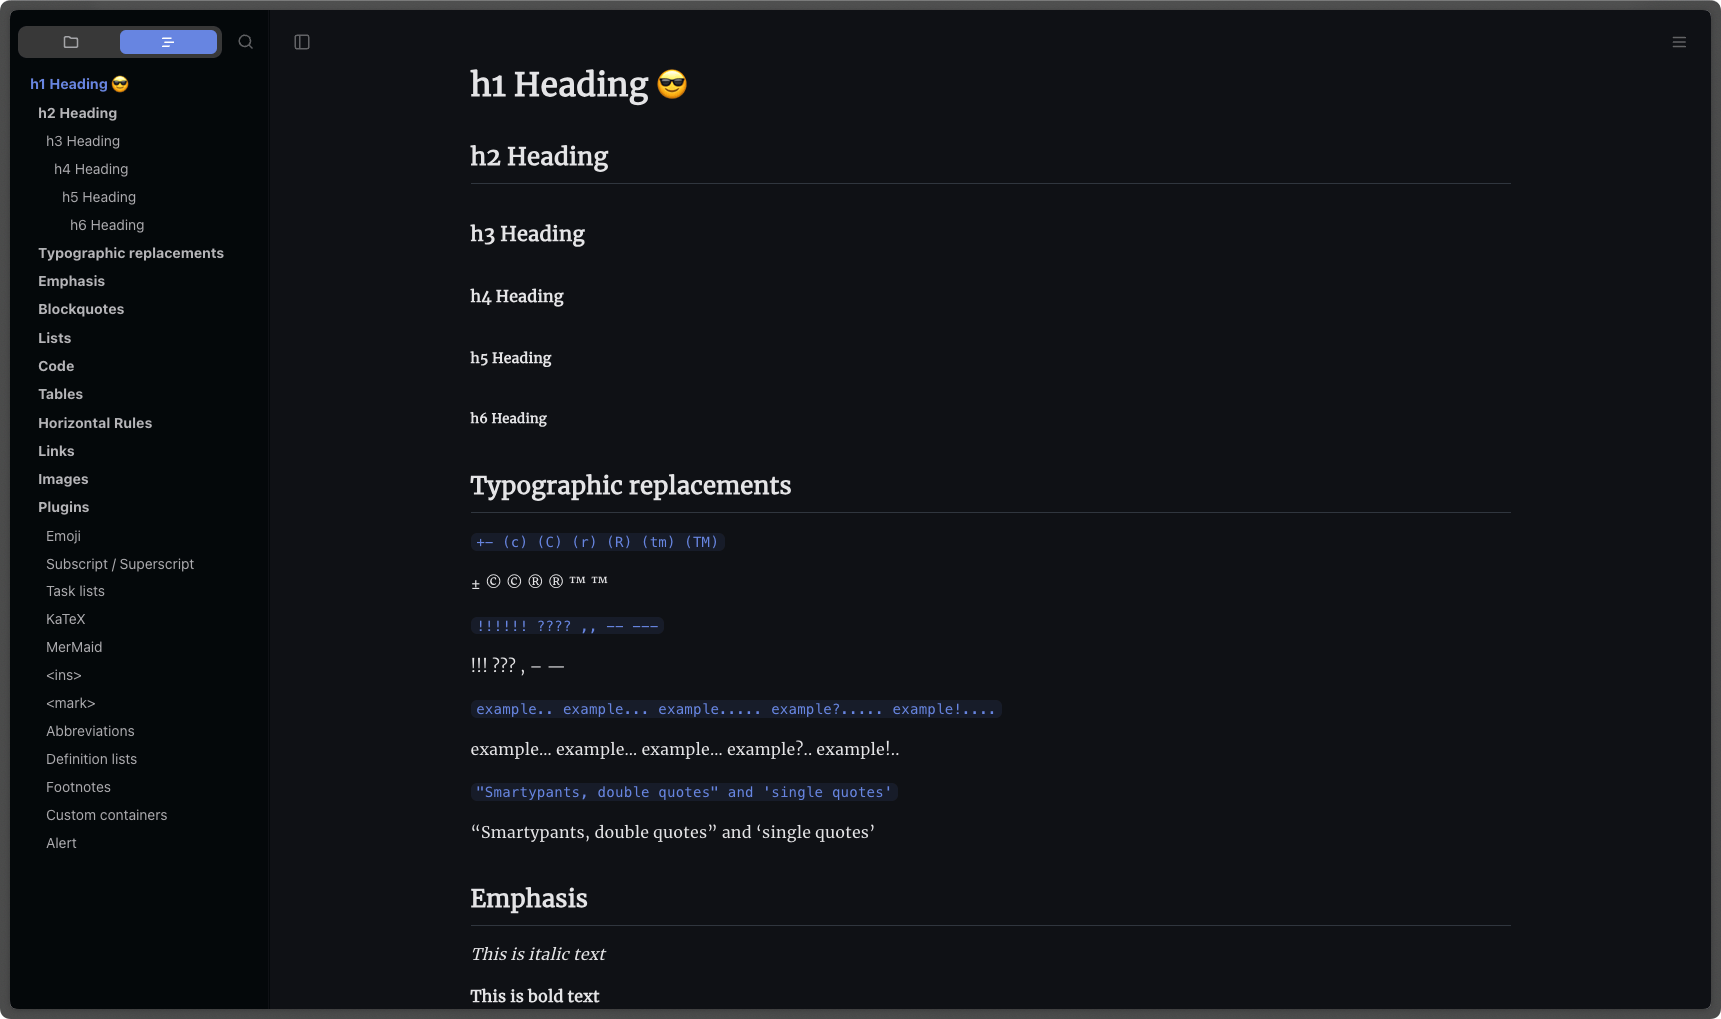 h1 Heading 😎
h2 Heading
h3 Heading
h4 Heading
h5 Heading
h6 Heading
Typographic replacements
Emphasis
Blockquotes
Lists
Code
Tables
Horizontal Rules
Links
Images
Plugins
Emoji
Subscript / Superscript
Task lists
KaTeX
MerMaid
<ins>
<mark>
Abbreviations
Definition lists
Footnotes
Custom containers
Alert
h1 Heading 😎
h2 Heading
h3 Heading
h4 Heading
h5 Heading
h6 Heading
Typographic replacements
+- (c) (C) (r) (R) (tm) (TM)
± © © ® ® ™ ™
!!!!!! ???? ,, -- ---
!!! ??? , – —
example.. example... example..... example?..... example!....
example… example… example… example?.. example!..
"Smartypants, double quotes" and 'single quotes'
“Smartypants, double quotes” and ‘single quotes’
Emphasis
This is italic text
This is bold text